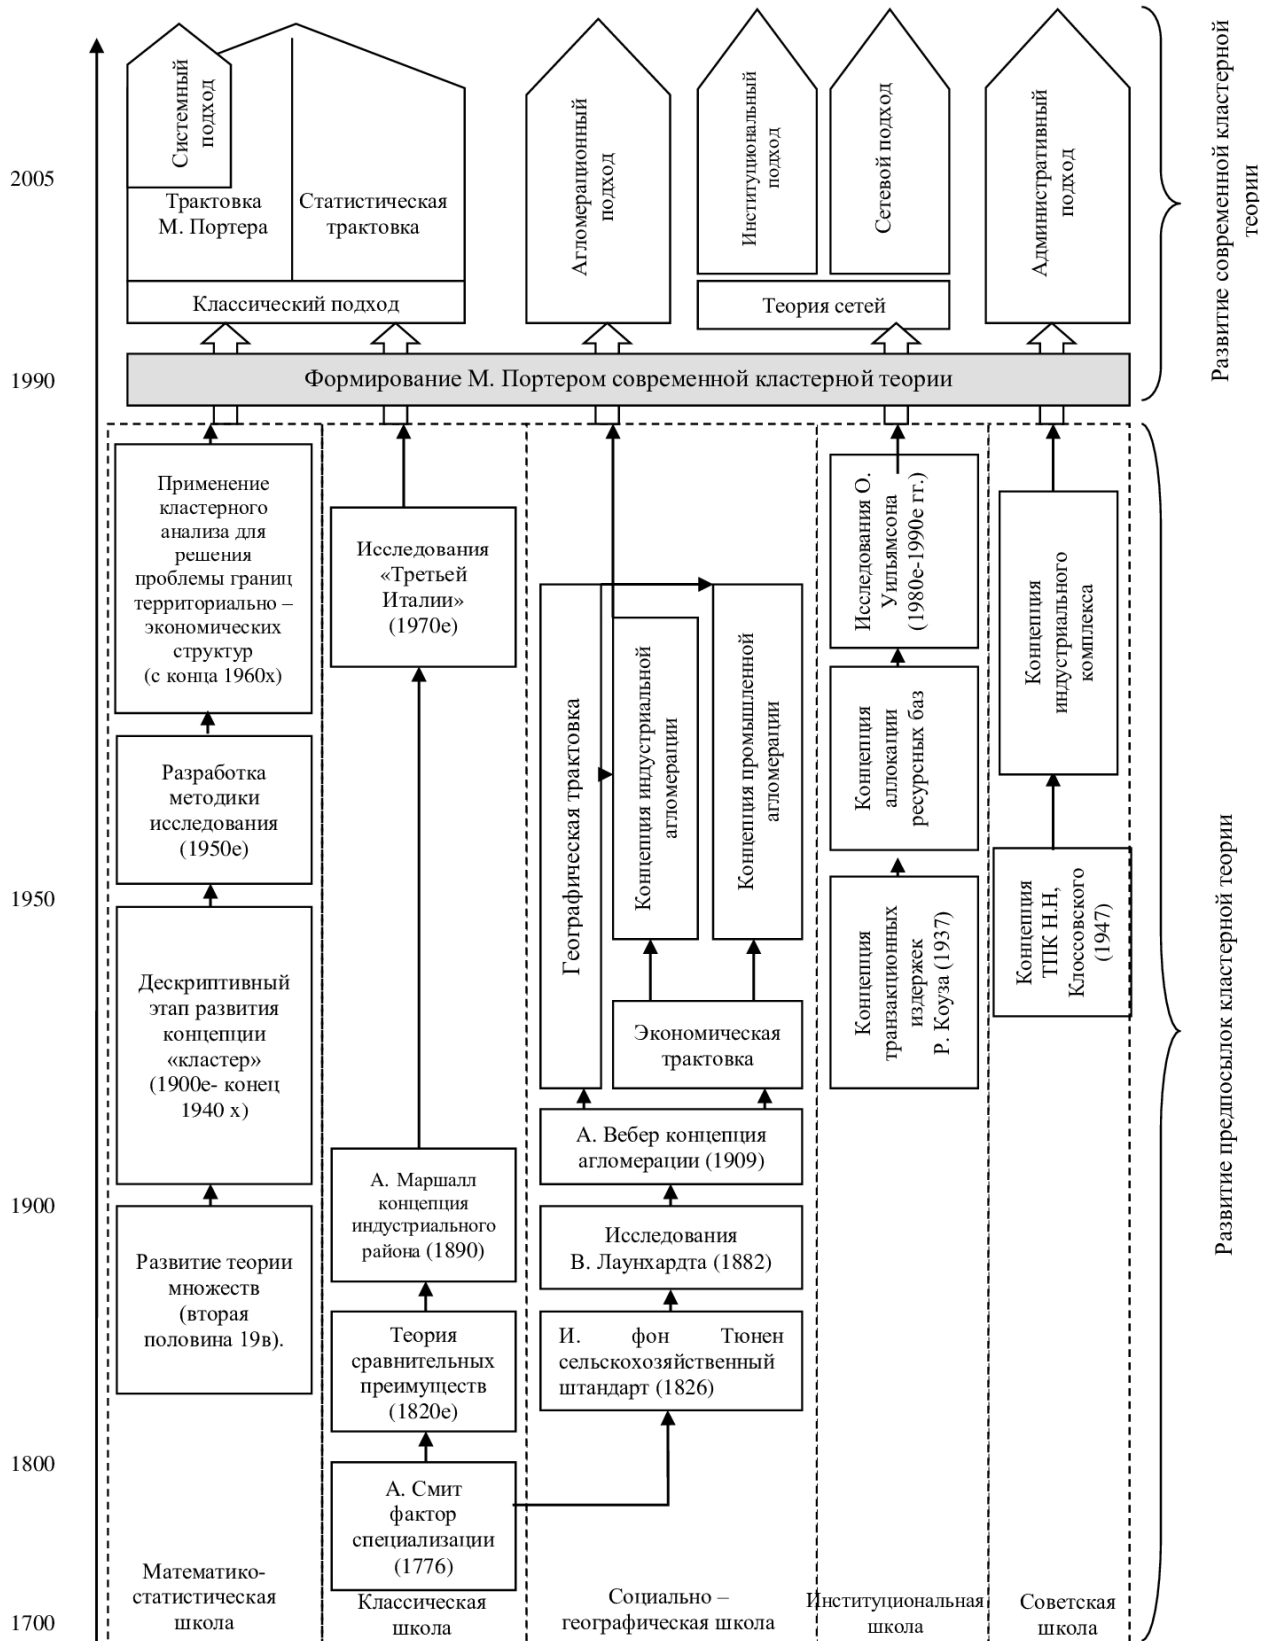 Системный
подход
Трактовка
М. Портера
Статистическая
трактовка
Классический подход
Агломерационный
подход
Институциональный
подход
Сетевой подход
Теория сетей
Административный
подход
Развитие современной кластерной
теории
2005
1990
Формирование М. Портером современной кластерной теории
Применение
кластерного
анализа для
решения
проблемы границ
территориально –
экономических
структур
(с конца 1960х)
Разработка
методики
исследования
(1950е)
Дескриптивный
этап развития
концепции
«кластер»
(1900е- конец
1940 х)
Развитие теории
множеств
(вторая
половина 19в).
Математико-
статистическая
школа
Исследования
«Третьей
Италии»
(1970е)
А. Маршалл
концепция
индустриального
района (1890)
Теория
сравнительных
преимуществ
(1820е)
А. Смит
фактор
специализации
(1776)
Классическая
школа
Географическая трактовка
Концепция индустриальной
агломерации
Концепция промышленной
агломерации
Экономическая
трактовка
А. Вебер концепция
агломерации (1909)
Исследования
В. Лаунхардта (1882)
И. фон Тюнен
сельскохозяйственный
штандарт (1826)
Социально –
географическая школа
Исследования О.
Уильямсона
(1980е-1990е гг.)
Концепция
аллокации
ресурсных баз
Концепция
транзакционных
издержек
Р. Коуза (1937)
Институциональная
школа
Концепция
индустриального
комплекса
Концепция
ТПК Н.Н,
Клоссовского
(1947)
Советская
школа
Развитие предпосылок кластерной теории
1950
1900
1800
1700